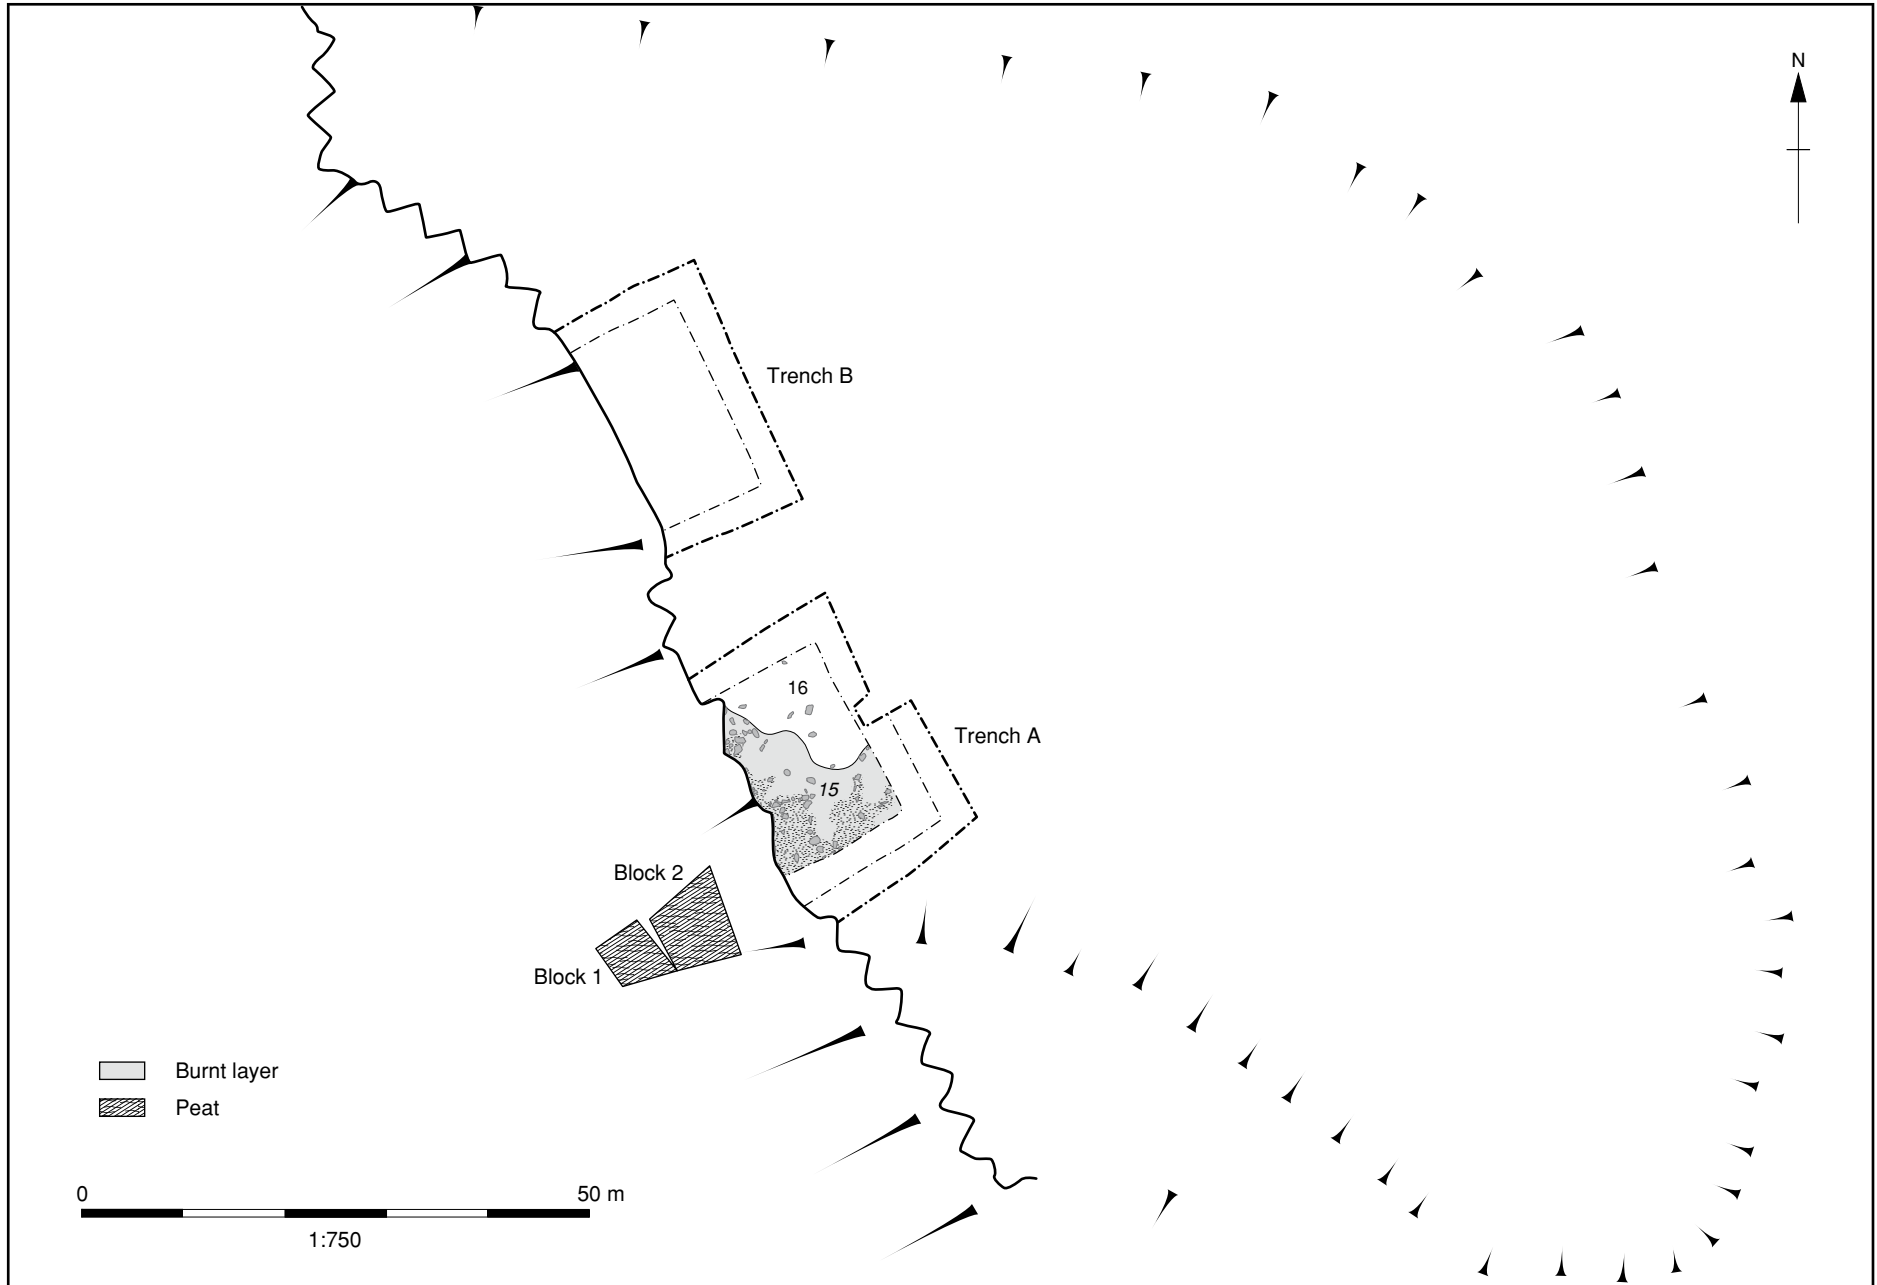 N
Trench B
16
Trench A
15
Block 2
Block 1
Burnt layer
Peat
0 50 m
1:750